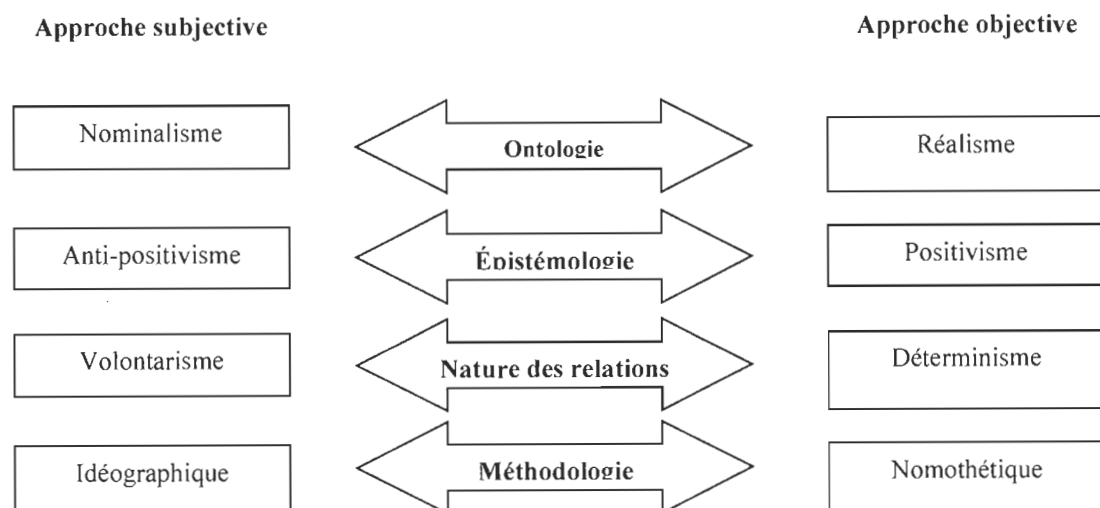 Approche subjective
Approche objective
Nominalisme
Ontologie
Réalisme
Anti-positivisme
Épistémologie
Positivisme
Volontarisme
Nature des relations
Déterminisme
Idéographique
Méthodologie
Nomothétique